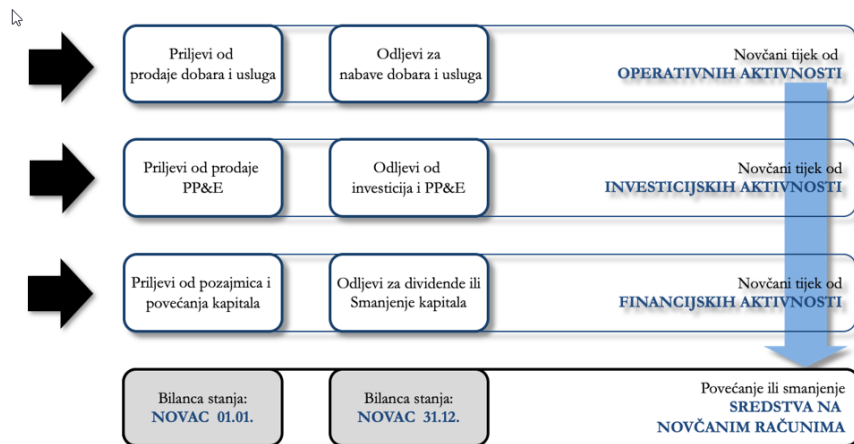 Priljevi od
prodaje dobara i usluga
Odljevi za
nabave dobara i usluga
Novčani tijek od
OPERATIVNIH AKTIVNOSTI
Priljevi od prodaje
PP&E
Odljevi od
investicija i PP&E
Novčani tijek od
INVESTICIJSKIH AKTIVNOSTI
Priljevi od pozajmica i
povećanja kapitala
Odljevi za dividende ili
Smanjenje kapitala
Novčani tijek od
FINANCIJSKIH AKTIVNOSTI
Bilanca stanja:
NOVAC 01.01.
Bilanca stanja:
NOVAC 31.12.
Povećanje ili smanjenje
SREDSTVA NA
NOVČANIM RAČUNIMA